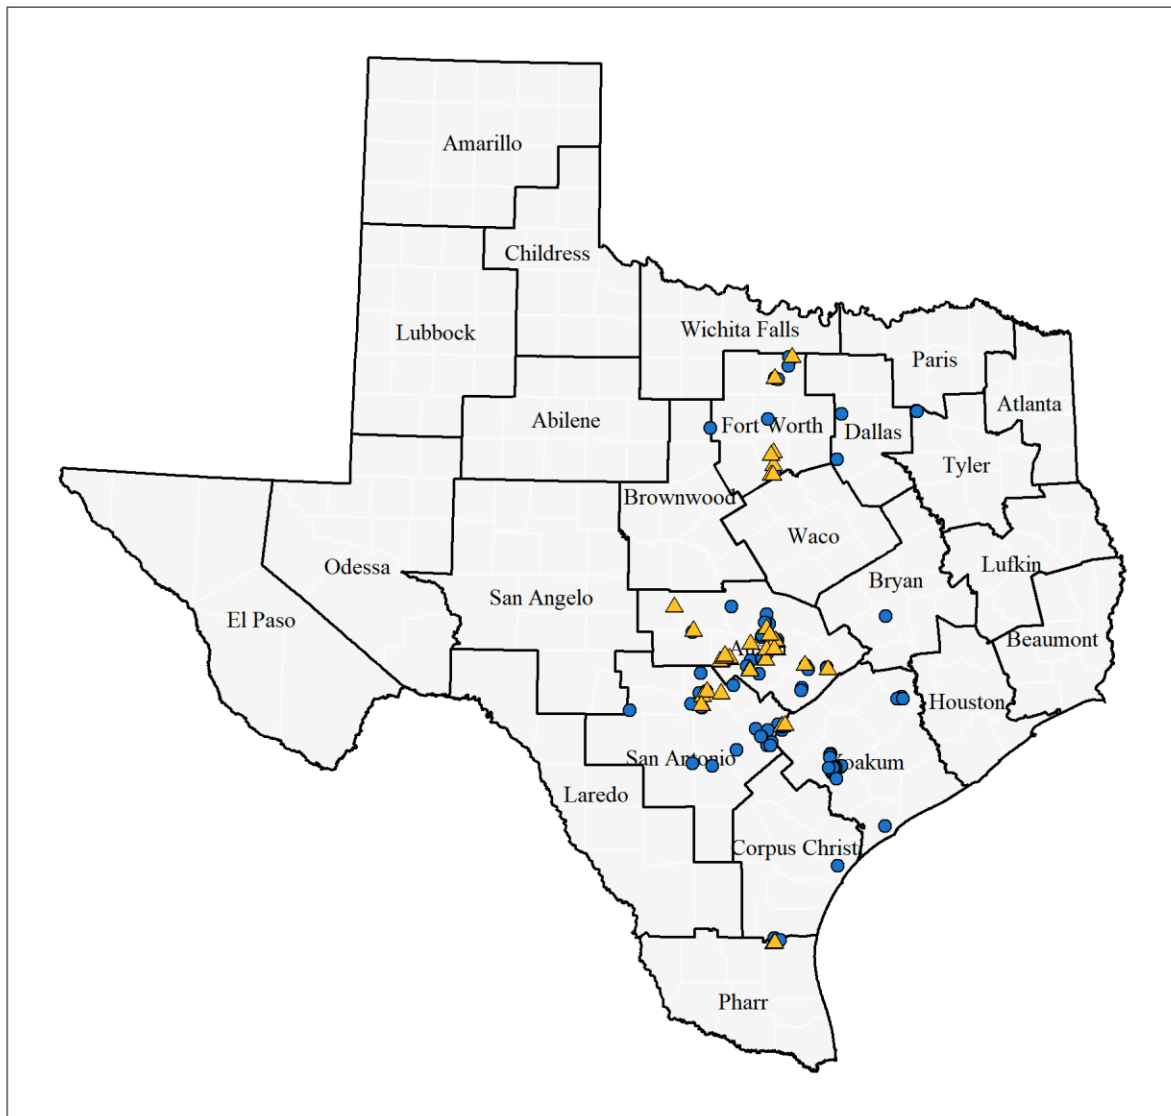 Amarillo
Childress
Lubbock
Wichita Falls
Paris
Atlanta
Abilene
Fort Worth
Dallas
Tyler
Brownwood
Waco
Odessa
Lufkin
Bryan
San Angelo
El Paso
Beaumont
Houston
San Antonio
Yoakum
Laredo
Corpus Christi
Pharr